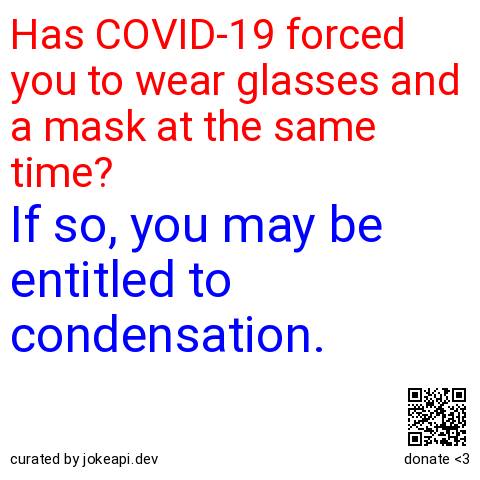 Has COVID-19 forced
you to wear glasses and
a mask at the same
time?
If so, you may be
entitled to
condensation.
curated by jokeapi.dev
donate <3